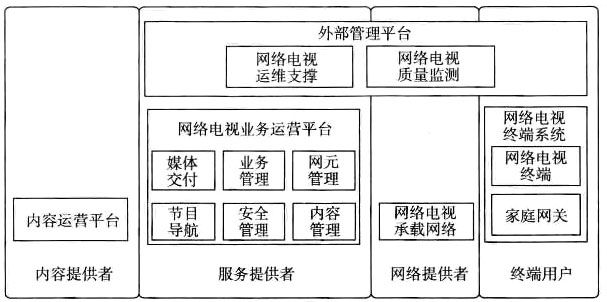 外部管理平台
网络电视
运维支撑
网络电视
质量监测
网络电视业务运营平台
媒体
交付
业务
管理
网元
管理
节目
导航
安全
管理
内容
管理
内容运营平台
网络电视
承载网络
网络电视
终端系统
网络电视
终端
家庭网关
内容提供者
服务提供者
网络提供者
终端用户